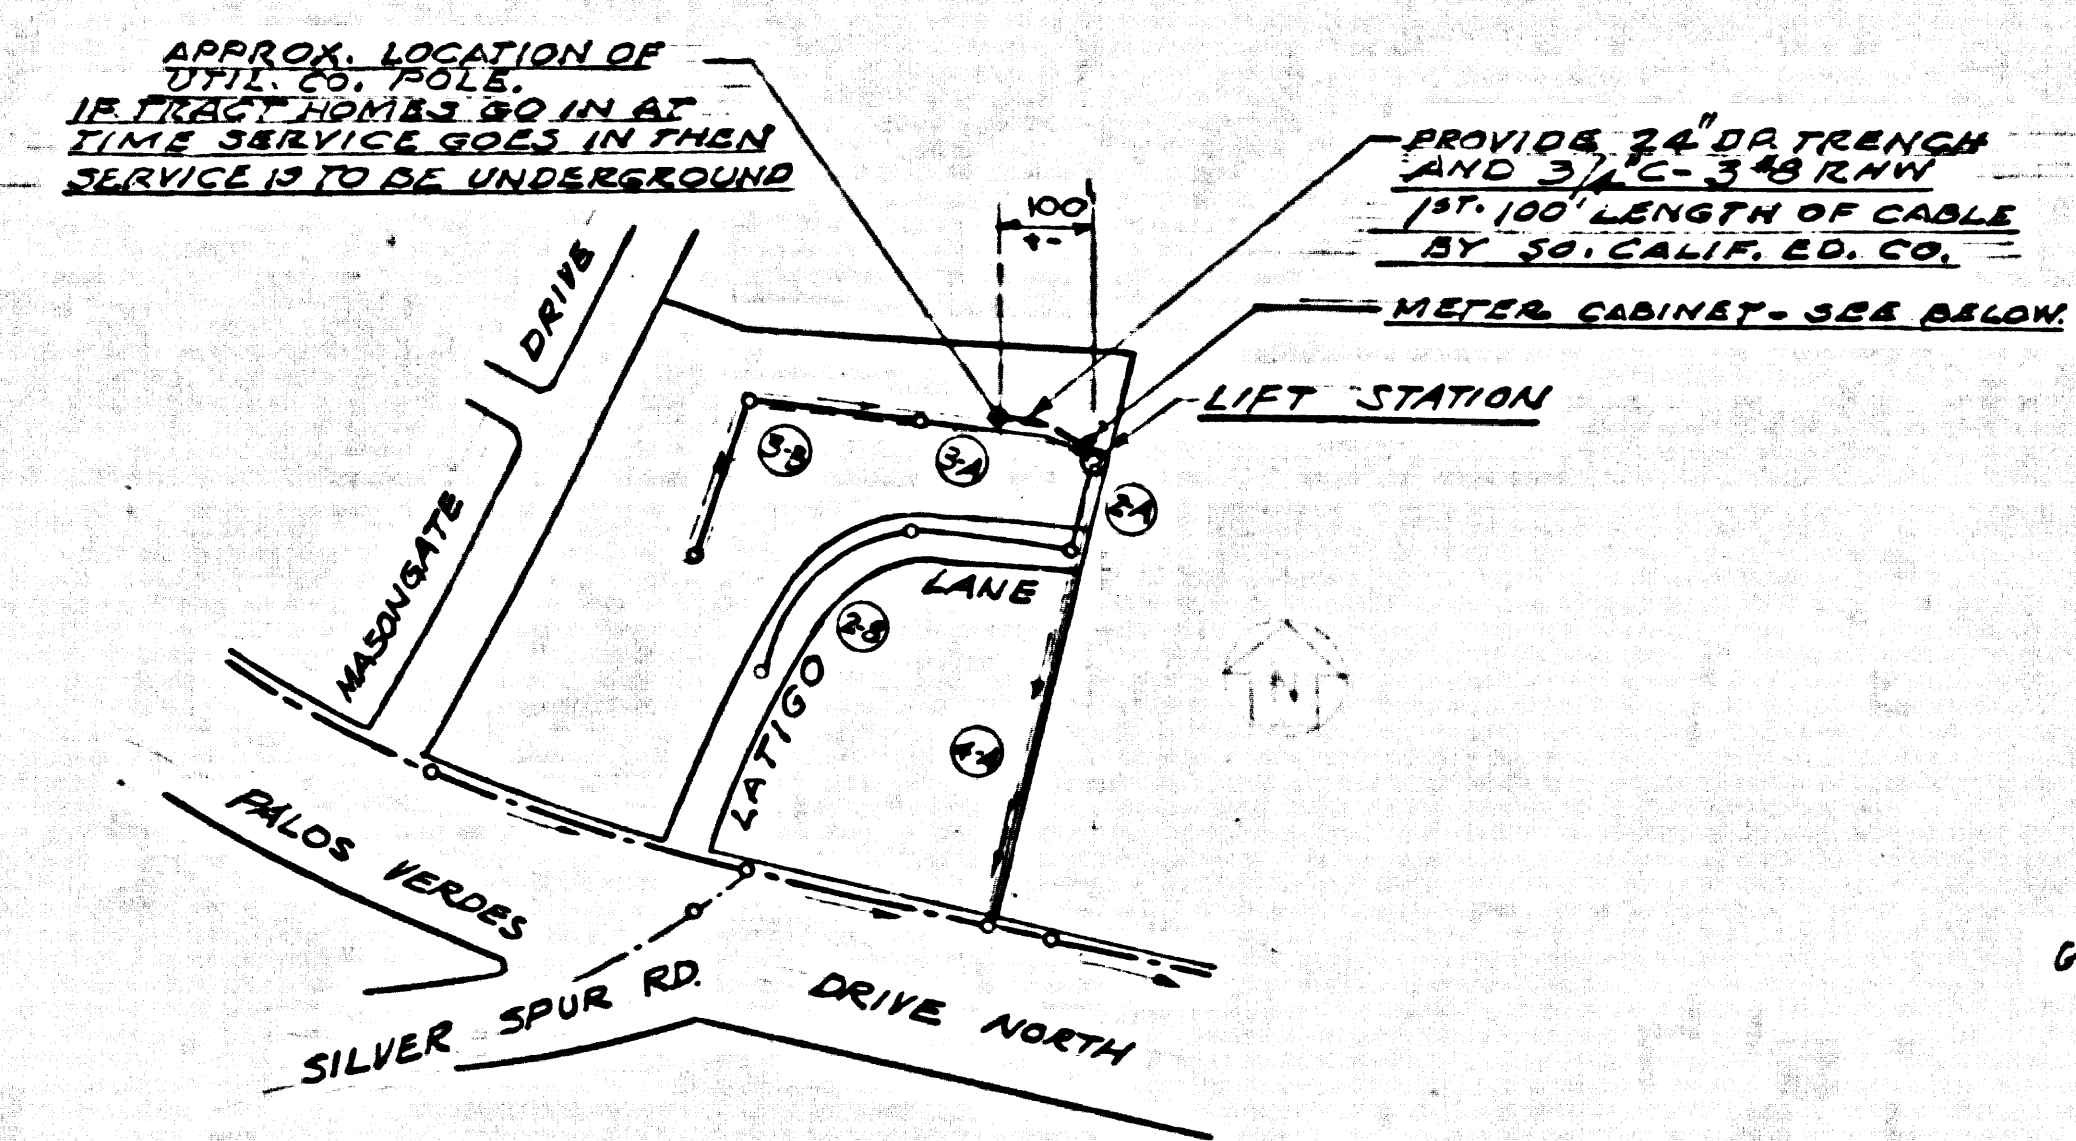 APPROX. LOCATION OF
UTIL. CO. POLE.
IF TRACT HOMES GO IN AT
TIME SERVICE GOES IN THEN
SERVICE IS TO BE UNDERGROUND
100'
+-
PROVIDE 24" DP. TRENCH
AND 3/4"C- 3 #8 RHW
1ST. 100' LENGTH OF CABLE
BY SO. CALIF. ED. CO.
METER CABINET- SEE BELOW.
LIFT STATION
MASONGATE DRIVE
3-B
3-A
2-A
LATIGO LANE
2-B
4-A
N
PALOS VERDES
DRIVE NORTH
SILVER SPUR RD.